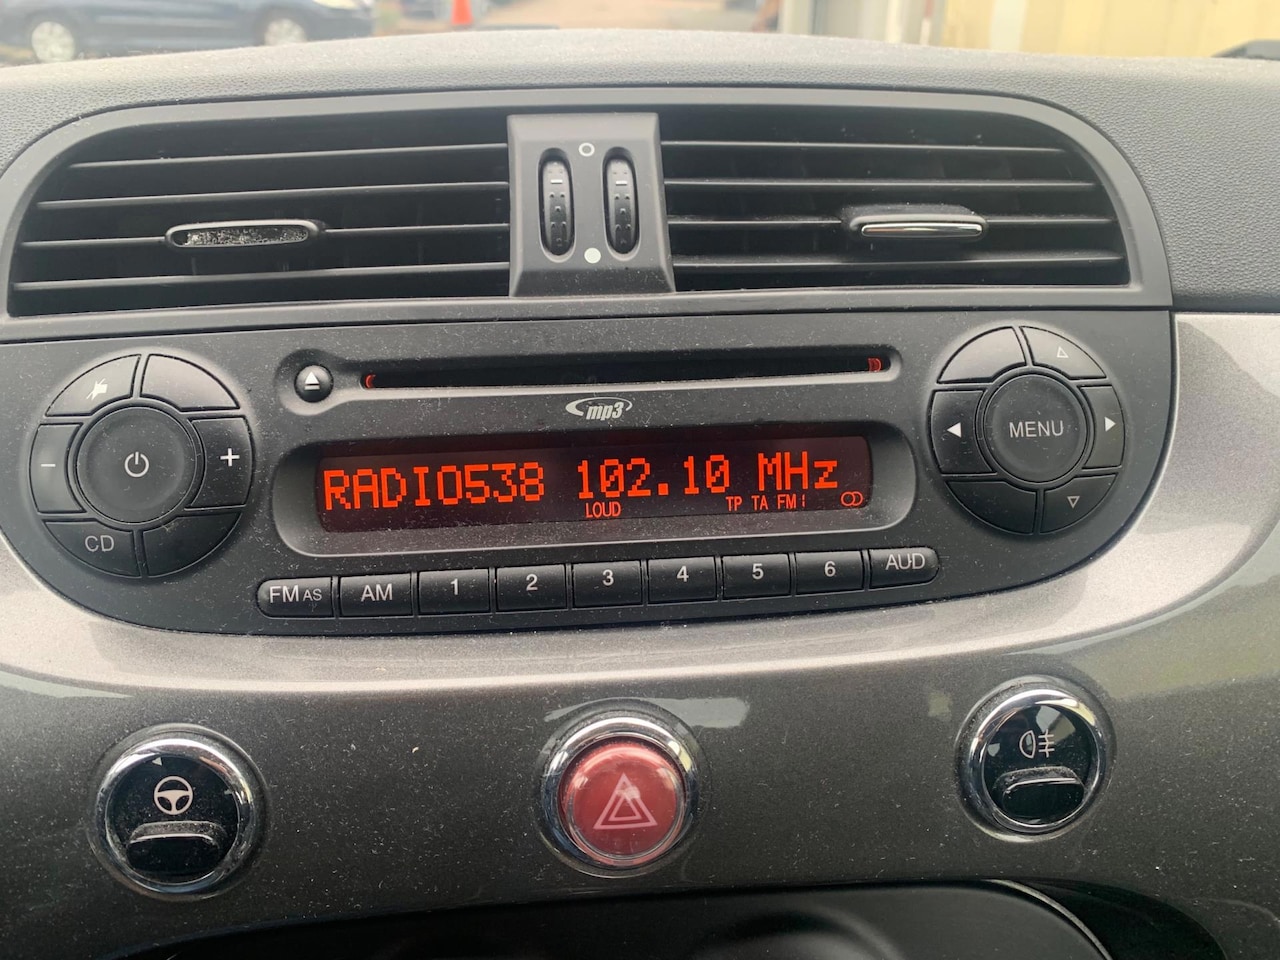 mp3
RADIO538 102.10 MHz
LOUD TP TA FM1
− + MENU
CD
FM AS AM 1 2 3 4 5 6 AUD